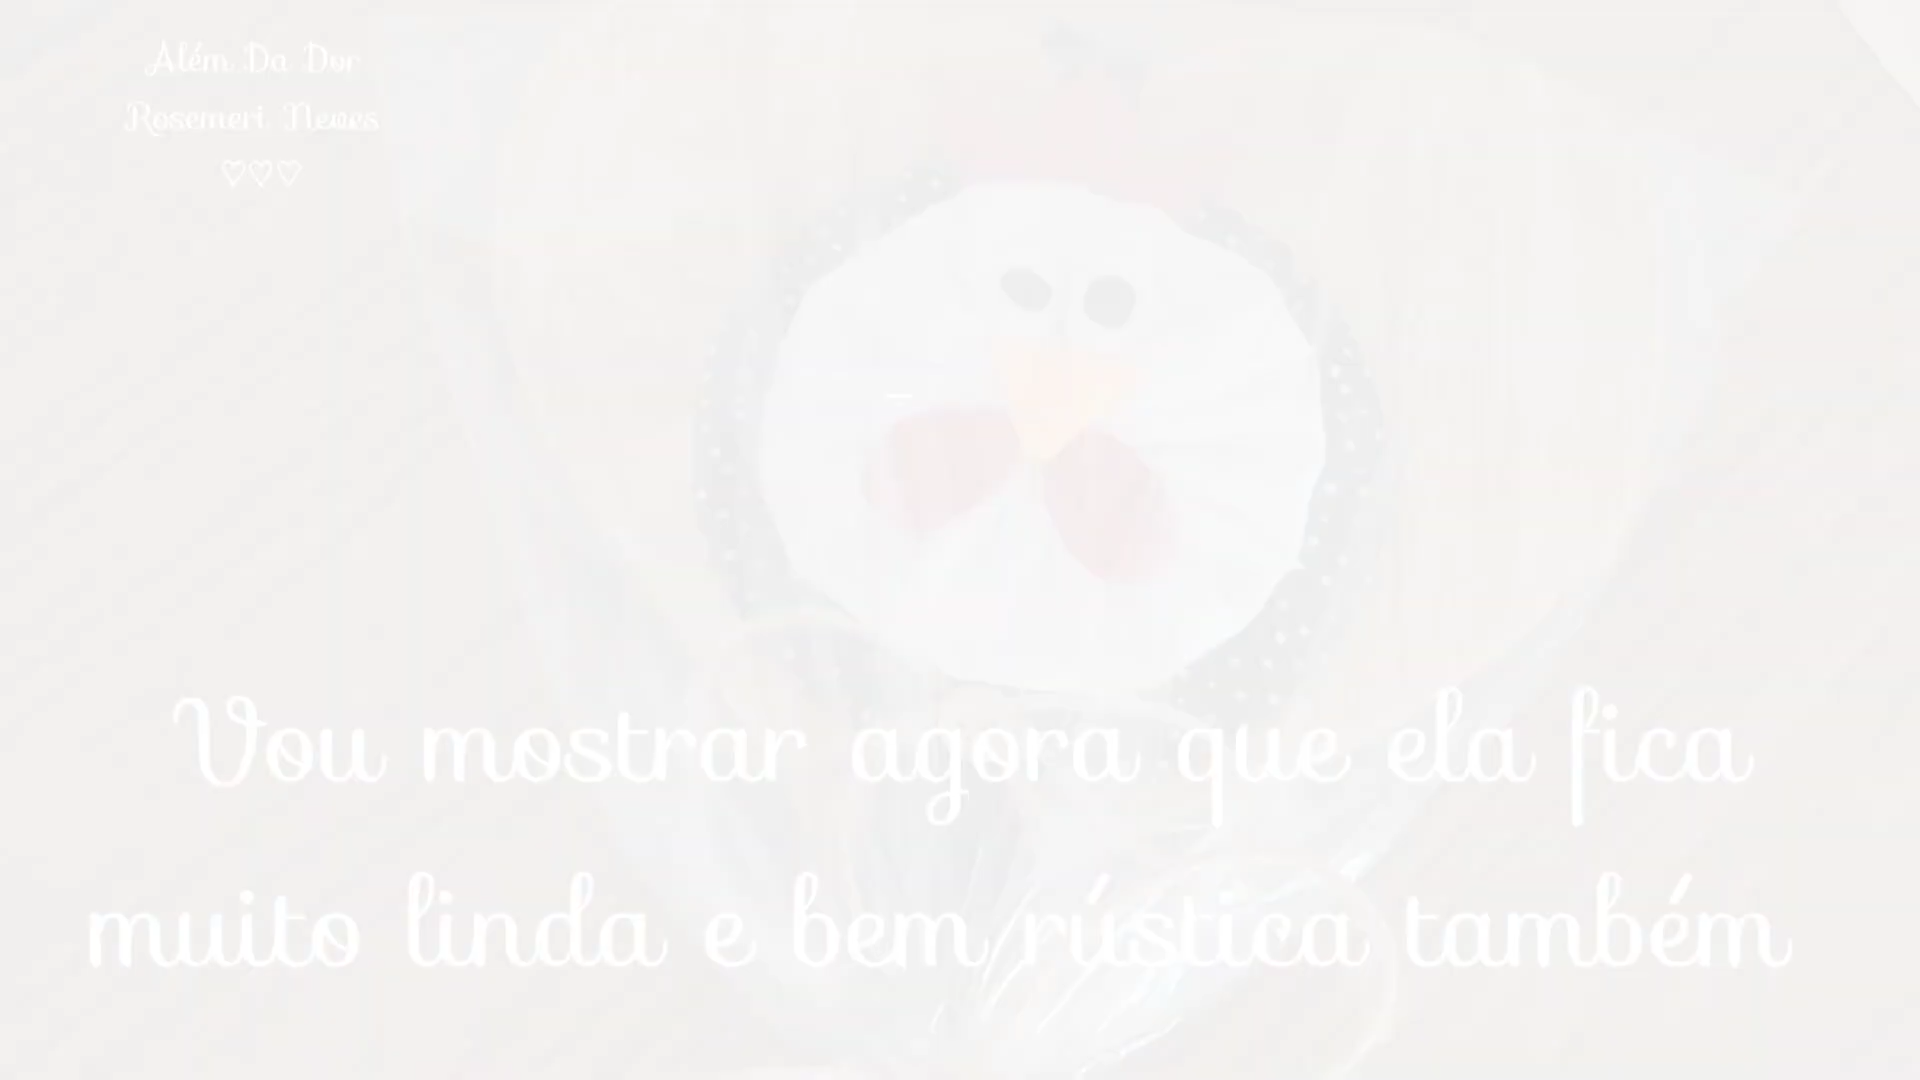 Além Da Dor
Rosemeri Neves
♡♡♡
Vou mostrar agora que ela fica
muito linda e bem rústica também